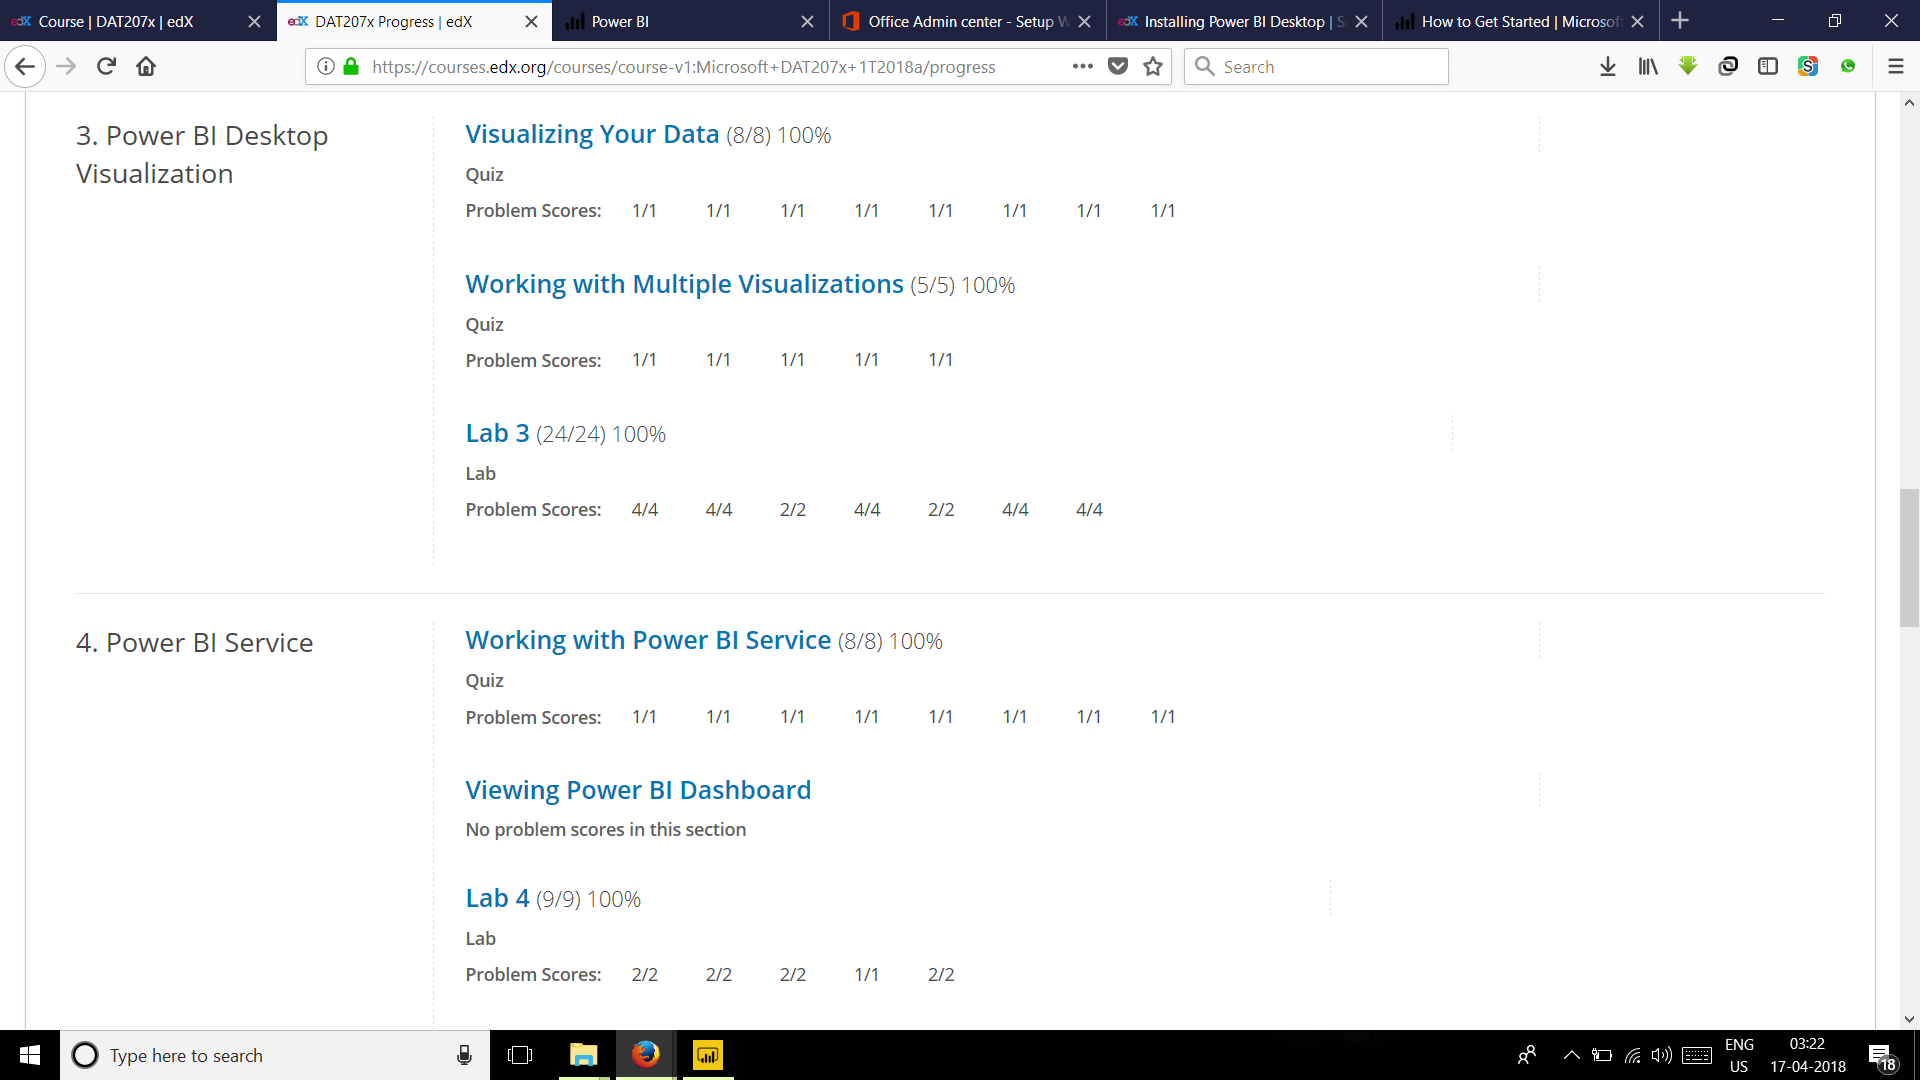 edX Course | DAT207x | edX
edX DAT207x Progress | edX
Power BI
Office Admin center - Setup W
edX Installing Power BI Desktop | S
How to Get Started | Microsof
https://courses.edx.org/courses/course-v1:Microsoft+DAT207x+1T2018a/progress
Search
3. Power BI Desktop
Visualization
Visualizing Your Data (8/8) 100%
Quiz
Problem Scores: 1/1 1/1 1/1 1/1 1/1 1/1 1/1 1/1
Working with Multiple Visualizations (5/5) 100%
Quiz
Problem Scores: 1/1 1/1 1/1 1/1 1/1
Lab 3 (24/24) 100%
Lab
Problem Scores: 4/4 4/4 2/2 4/4 2/2 4/4 4/4
4. Power BI Service
Working with Power BI Service (8/8) 100%
Quiz
Problem Scores: 1/1 1/1 1/1 1/1 1/1 1/1 1/1 1/1
Viewing Power BI Dashboard
No problem scores in this section
Lab 4 (9/9) 100%
Lab
Problem Scores: 2/2 2/2 2/2 1/1 2/2
Type here to search
ENG
US
03:22
17-04-2018
18